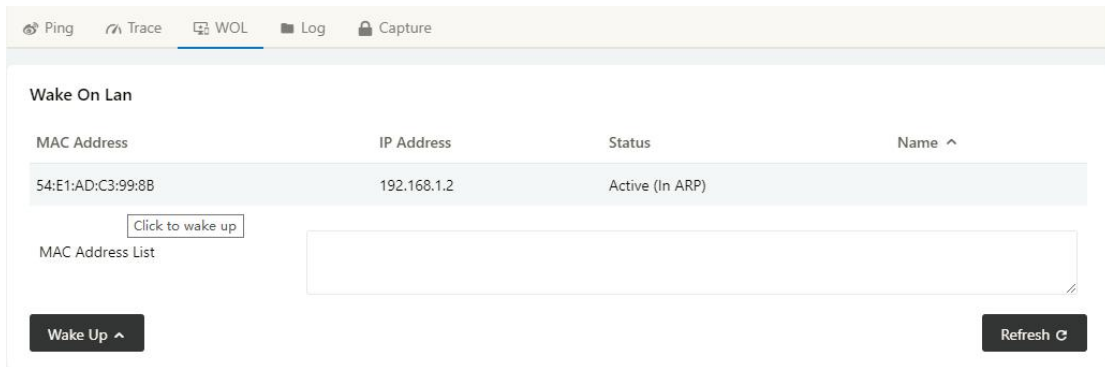 Ping Trace WOL Log Capture
Wake On Lan
MAC Address IP Address Status Name
54:E1:AD:C3:99:8B 192.168.1.2 Active (In ARP)
Click to wake up
MAC Address List
Wake Up Refresh